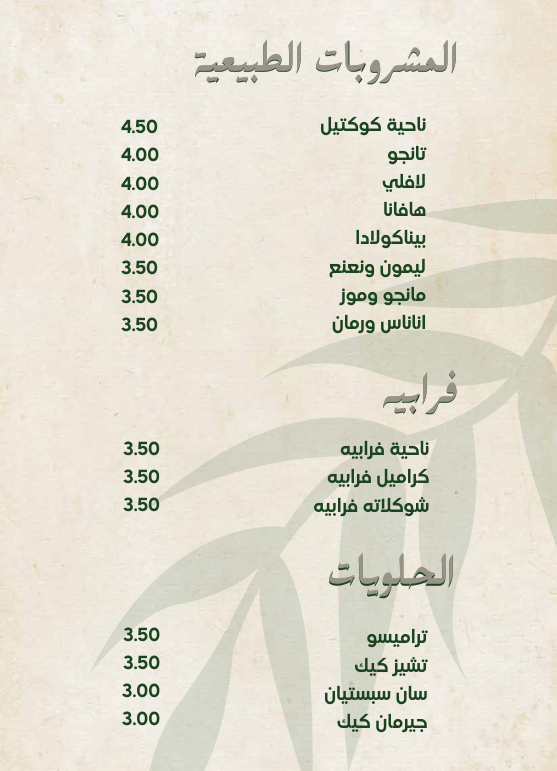 المشروبات الطبيعية
ناحية كوكتيل 4.50
تانجو 4.00
لافلي 4.00
هافانا 4.00
بيناكولادا 4.00
ليمون ونعنع 3.50
مانجو وموز 3.50
اناناس ورمان 3.50
فرابيه
ناحية فرابيه 3.50
كراميل فرابيه 3.50
شوكلاته فرابيه 3.50
الحلويات
تراميسو 3.50
تشيز كيك 3.50
سان سبستيان 3.00
جيرمان كيك 3.00